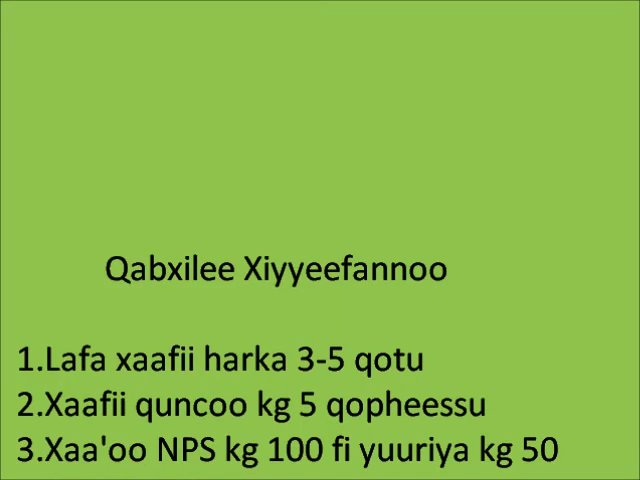 Qabxilee Xiyyeefannoo
1.Lafa xaafii harka 3-5 qotu
2.Xaafii quncoo kg 5 qopheessu
3.Xaa'oo NPS kg 100 fi yuuriya kg 50